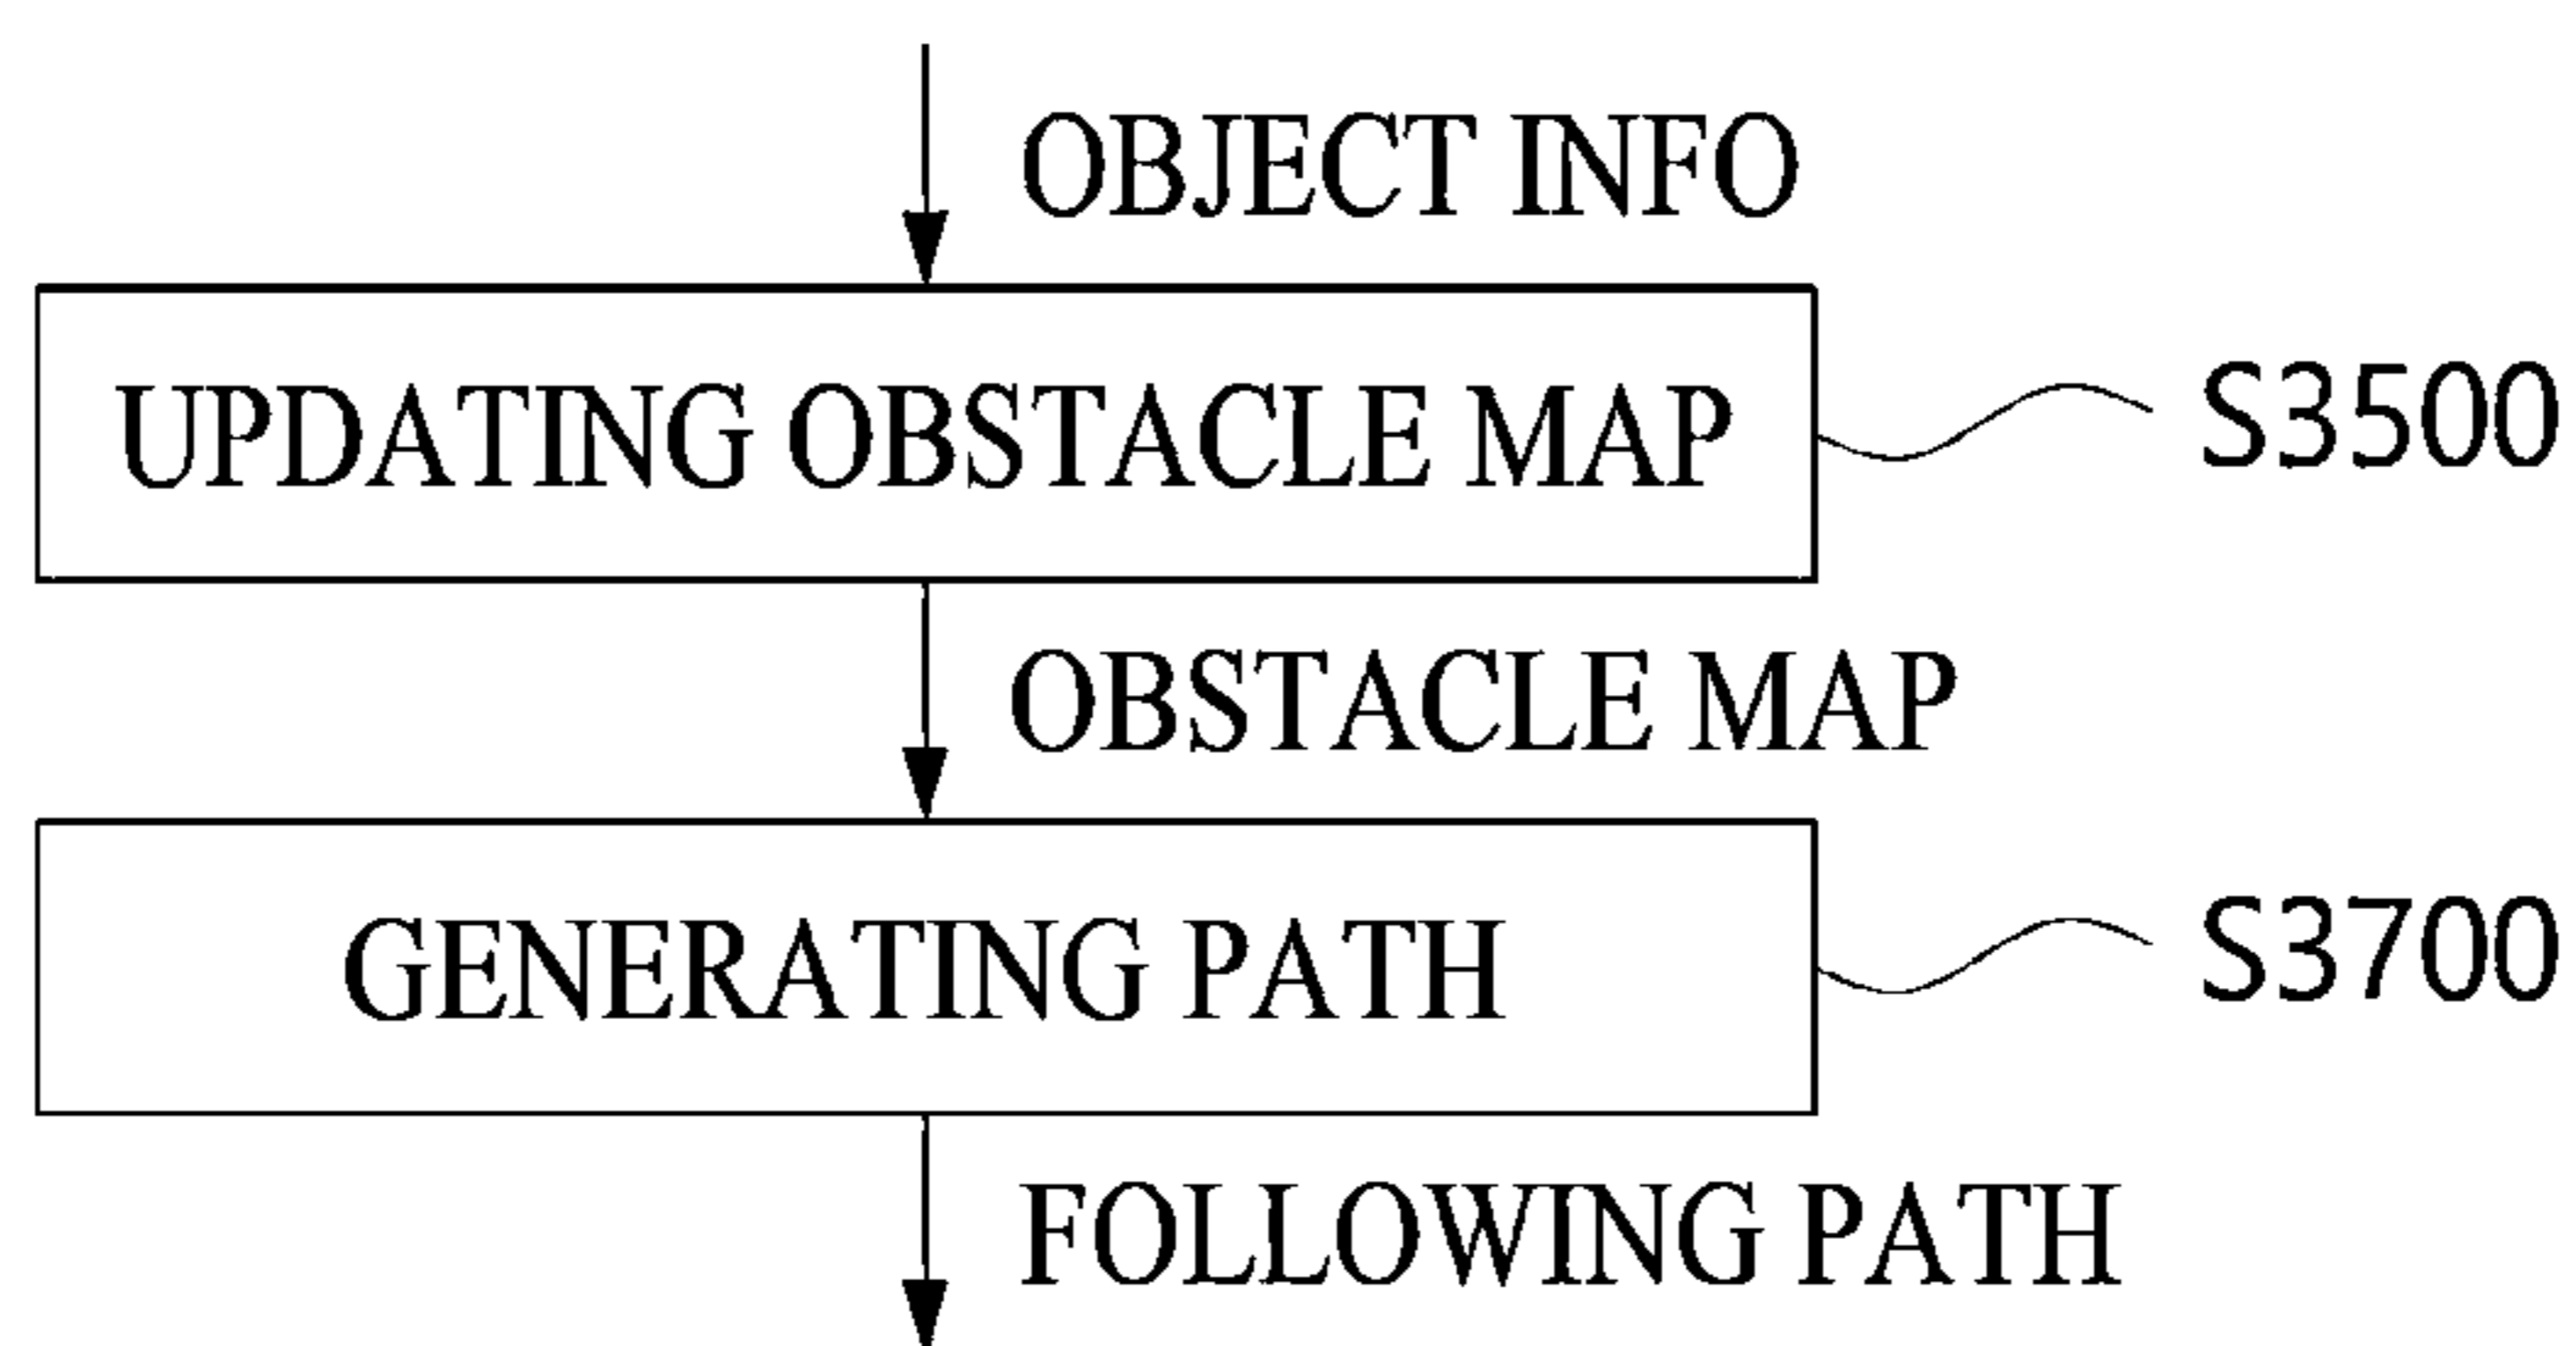 OBJECT INFO
UPDATING OBSTACLE MAP
S3500
OBSTACLE MAP
GENERATING PATH
S3700
FOLLOWING PATH